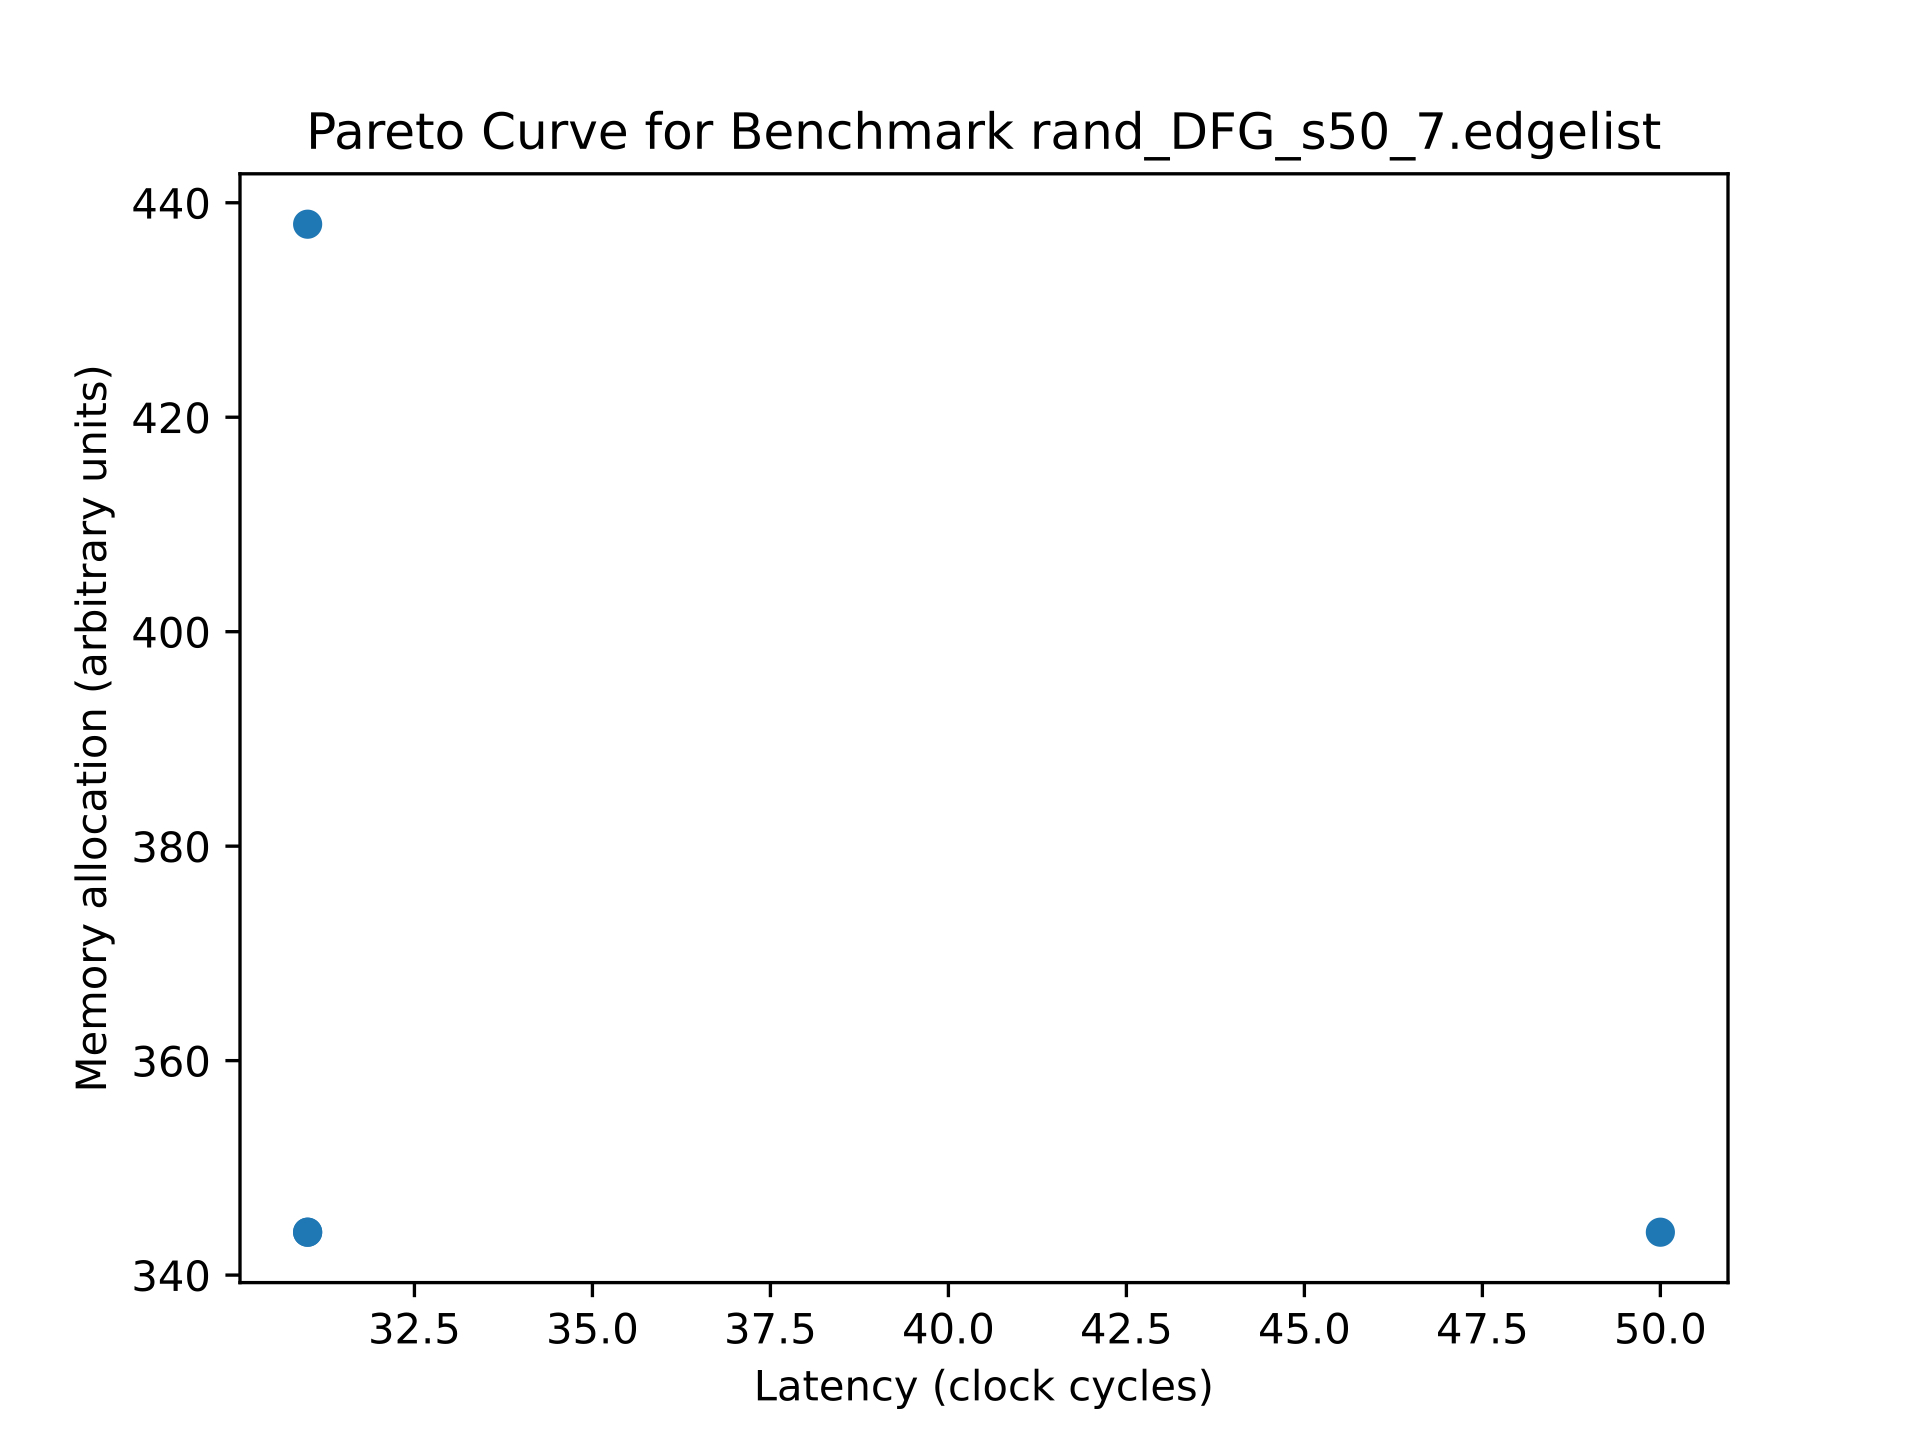 Pareto Curve for Benchmark rand_DFG_s50_7.edgelist
440
420
400
380
360
340
Memory allocation (arbitrary units)
32.5 35.0 37.5 40.0 42.5 45.0 47.5 50.0
Latency (clock cycles)